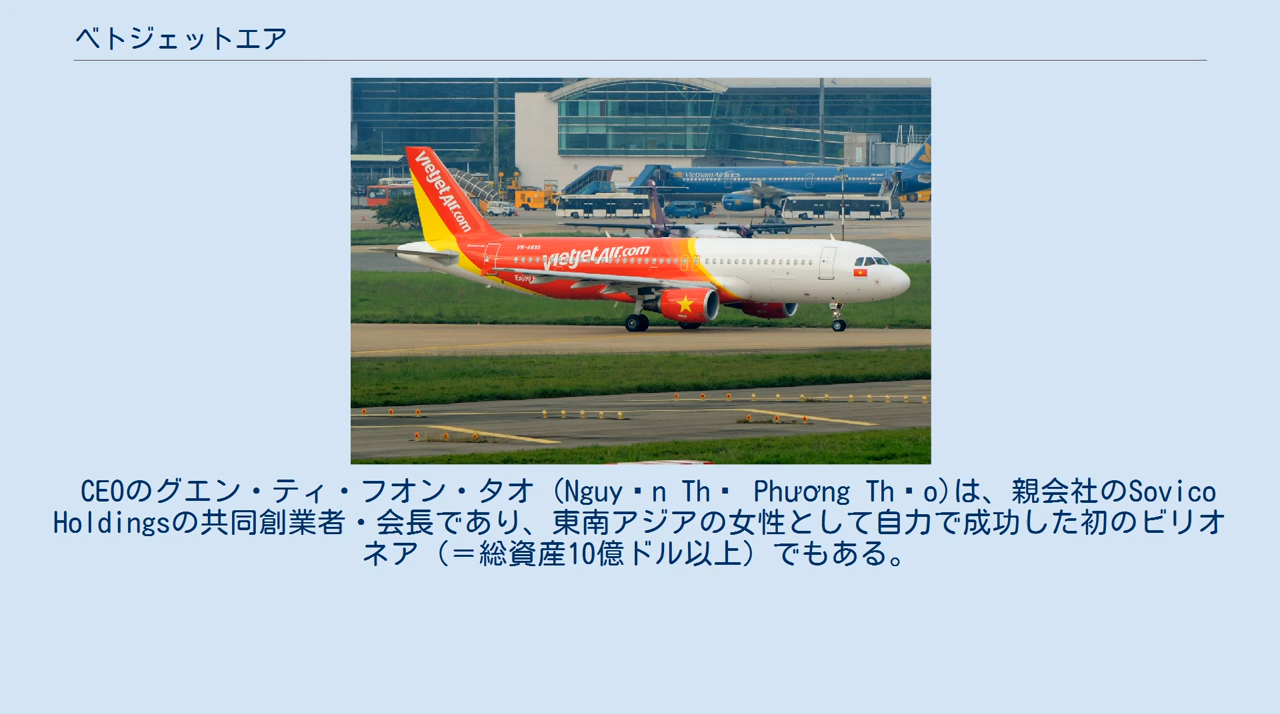 ベトジェットエア
Vietjet Air.com
VietnamAirlines
Vietjet Air.com
CEOのグエン・ティ・フオン・タオ (Nguy▪n Th▪ Phương Th▪o)は、親会社のSovico
Holdingsの共同創業者・会長であり、東南アジアの女性として自力で成功した初のビリオ
ネア（＝総資産10億ドル以上）でもある。